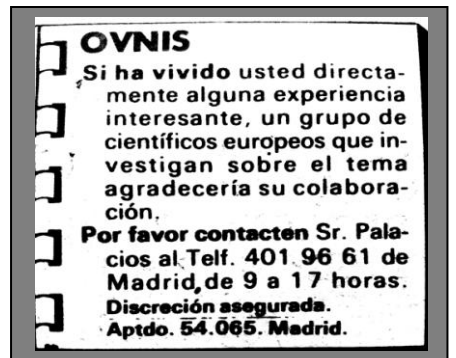 OVNIS
Si ha vivido usted directa-
mente alguna experiencia
interesante, un grupo de
científicos europeos que in-
vestigan sobre el tema
agradecería su colabora-
ción.
Por favor contacten Sr. Pala-
cios al Telf. 401 96 61 de
Madrid, de 9 a 17 horas.
Discreción asegurada.
Aptdo. 54.065. Madrid.